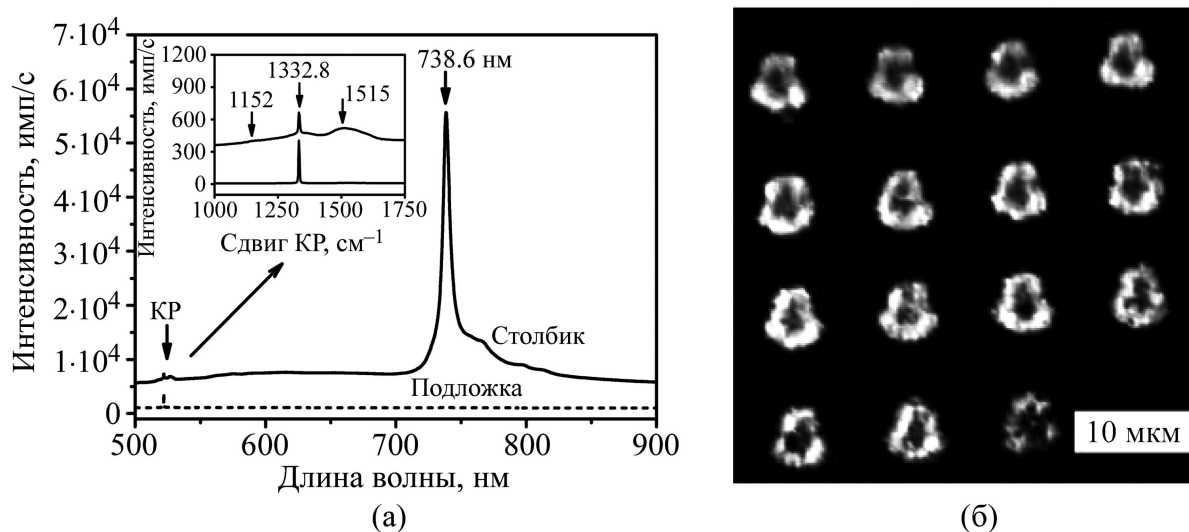 7·10⁴
6·10⁴
5·10⁴
4·10⁴
3·10⁴
2·10⁴
1·10⁴
0
Интенсивность, имп/с
500
600
700
800
900
Длина волны, нм
(а)
1200
900
600
300
0
Интенсивность, имп/с
1332.8
1152
1515
1000
1250
1500
1750
Сдвиг КР, см⁻¹
738.6 нм
КР
Столбик
Подложка
б)
10 мкм
(б)